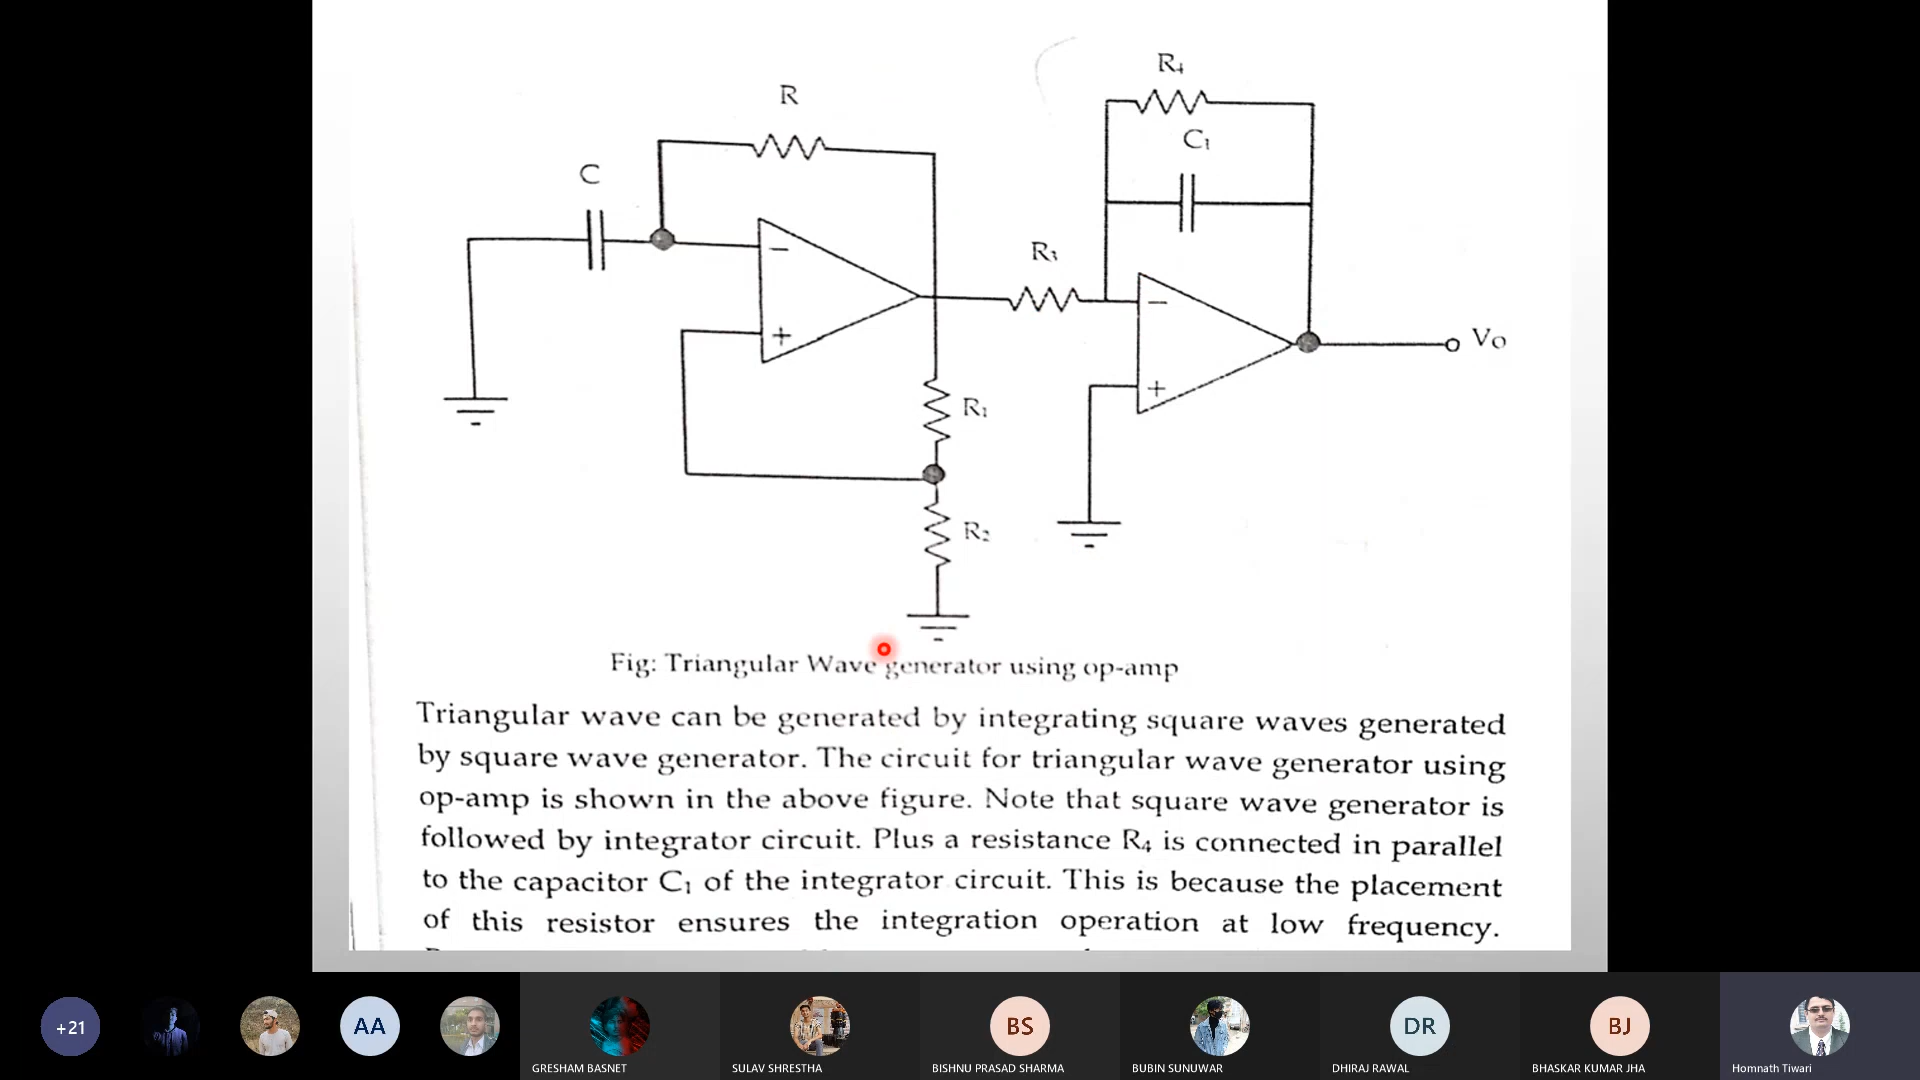 R
C
−
+
R₁
R₂
R₃
R₄
C₁
−
+
Vo
Fig: Triangular Wave generator using op-amp
Triangular wave can be generated by integrating square waves generated
by square wave generator. The circuit for triangular wave generator using
op-amp is shown in the above figure. Note that square wave generator is
followed by integrator circuit. Plus a resistance R₄ is connected in parallel
to the capacitor C₁ of the integrator circuit. This is because the placement
of this resistor ensures the integration operation at low frequency.
+21
AA
GRESHAM BASNET
SULAV SHRESTHA
BS
BISHNU PRASAD SHARMA
BUBIN SUNUWAR
DR
DHIRAJ RAWAL
BJ
BHASKAR KUMAR JHA
Homnath Tiwari